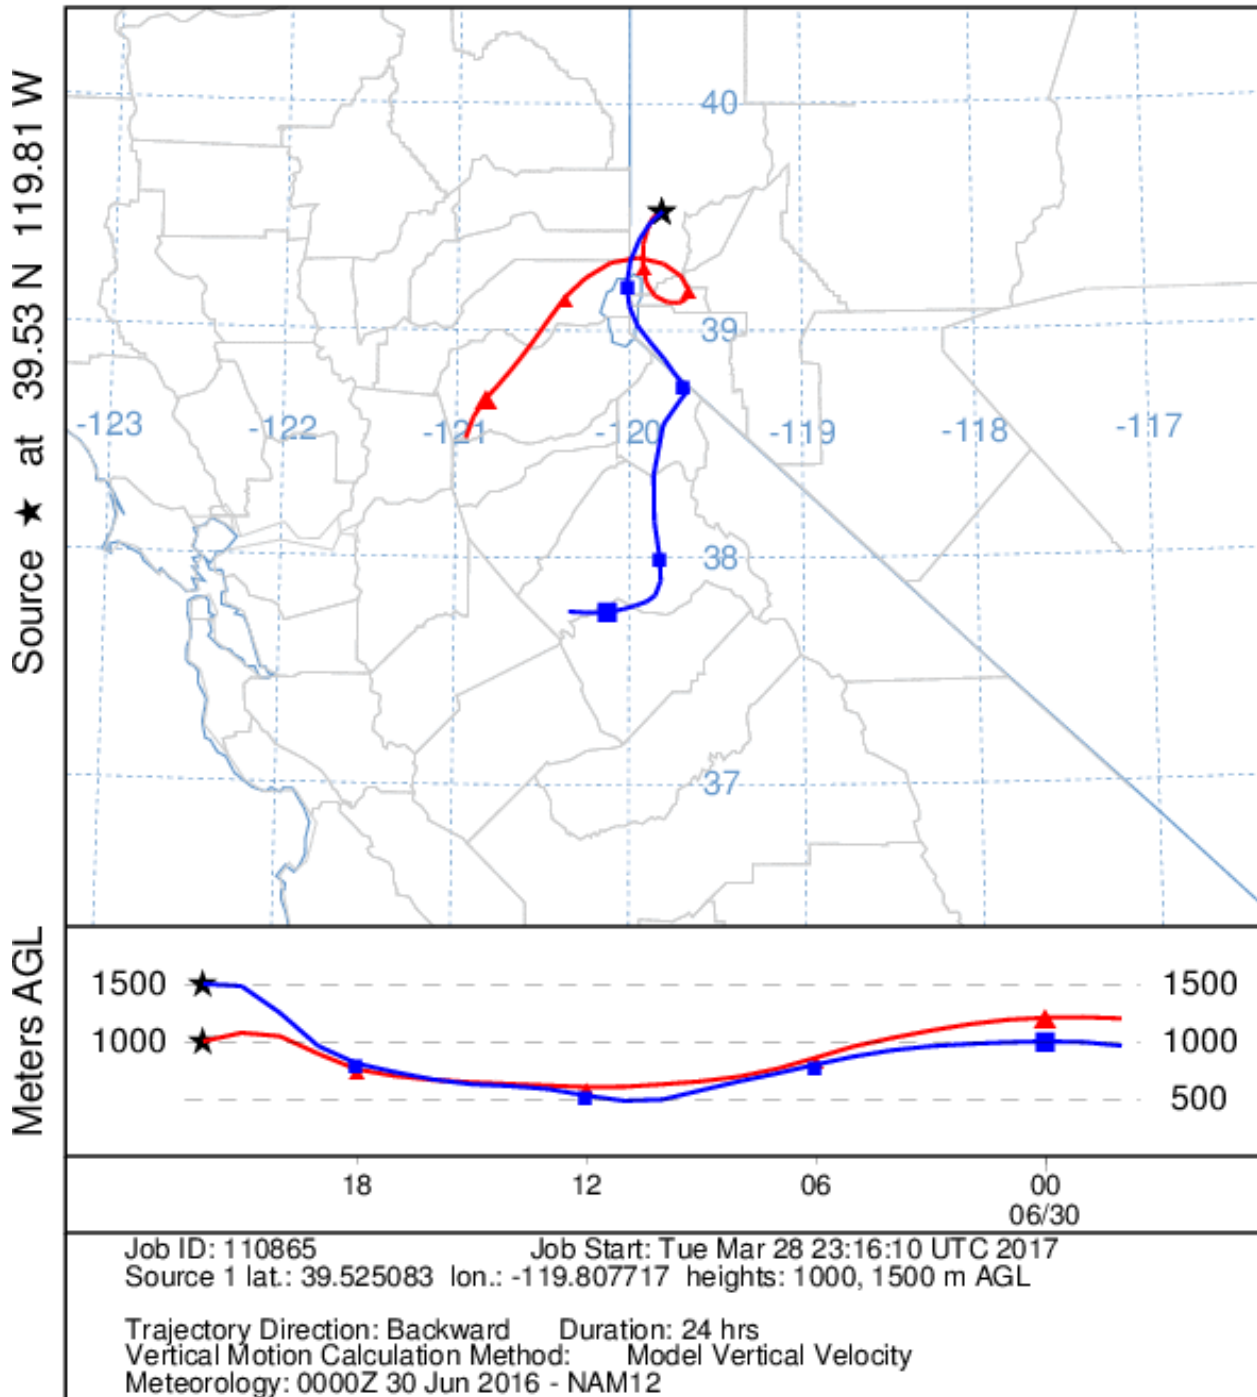 Source ★ at 39.53 N 119.81 W
40
39
-123 -122 -121 -120 -119 -118 -117
38
37
Meters AGL
1500 1500
1000 1000
500
18 12 06 00
06/30
Job ID: 110865 Job Start: Tue Mar 28 23:16:10 UTC 2017
Source 1 lat.: 39.525083 lon.: -119.807717 heights: 1000, 1500 m AGL
Trajectory Direction: Backward Duration: 24 hrs
Vertical Motion Calculation Method: Model Vertical Velocity
Meteorology: 0000Z 30 Jun 2016 - NAM12